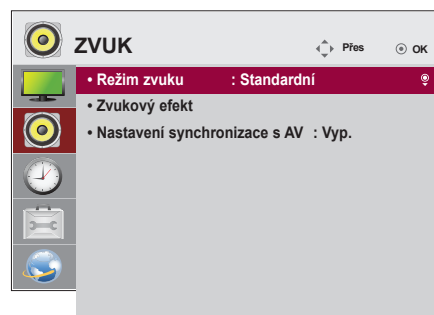 ZVUK Přes OK
• Režim zvuku : Standardní
• Zvukový efekt
• Nastavení synchronizace s AV : Vyp.